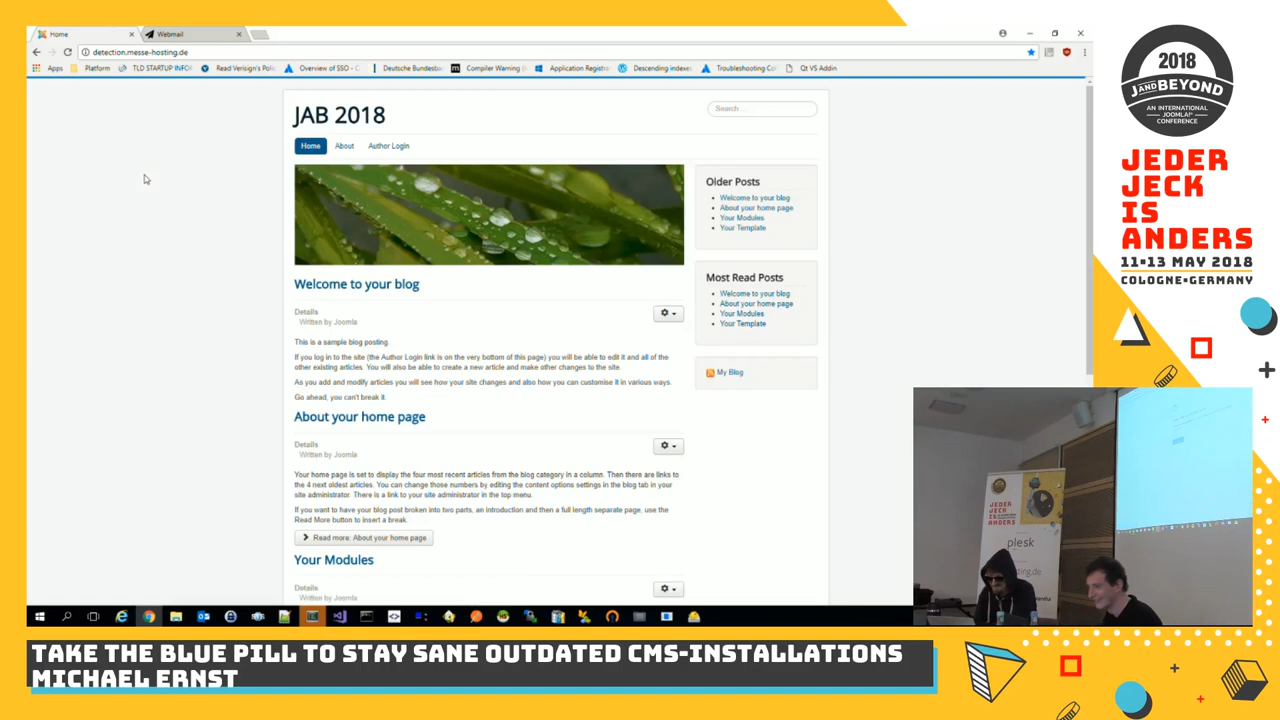 Home
Webmail
detection.messe-hosting.de
Apps
Platform
TLD STARTUP INFO
Read Verisign's Poli
Overview of SSO - C
Deutsche Bundesba
Compiler Warning (l
Application Registra
Descending indexes
Troubleshooting Co
Qt VS Addin
JAB 2018
Search ...
Home
About
Author Login
Welcome to your blog
Details
Written by Joomla
This is a sample blog posting.
If you log in to the site (the Author Login link is on the very bottom of this page) you will be able to edit it and all of the
other existing articles. You will also be able to create a new article and make other changes to the site.
As you add and modify articles you will see how your site changes and also how you can customise it in various ways.
Go ahead, you can't break it.
About your home page
Details
Written by Joomla
Your home page is set to display the four most recent articles from the blog category in a column. Then there are links to
the 4 next oldest articles. You can change those numbers by editing the content options settings in the blog tab in your
site administrator. There is a link to your site administrator in the top menu.
If you want to have your blog post broken into two parts, an introduction and then a full length separate page, use the
Read More button to insert a break.
Read more: About your home page
Your Modules
Details
Written by Joomla
Older Posts
Welcome to your blog
About your home page
Your Modules
Your Template
Most Read Posts
Welcome to your blog
About your home page
Your Modules
Your Template
My Blog
2018
JANDBEYOND
AN INTERNATIONAL
JOOMLA!®
CONFERENCE
JEDER
JECK
IS
ANDERS
11▪13 MAY 2018
COLOGNE▪GERMANY
JEDER
JECK
IS
ANDERS
plesk
TAKE THE BLUE PILL TO STAY SANE OUTDATED CMS-INSTALLATIONS
MICHAEL ERNST